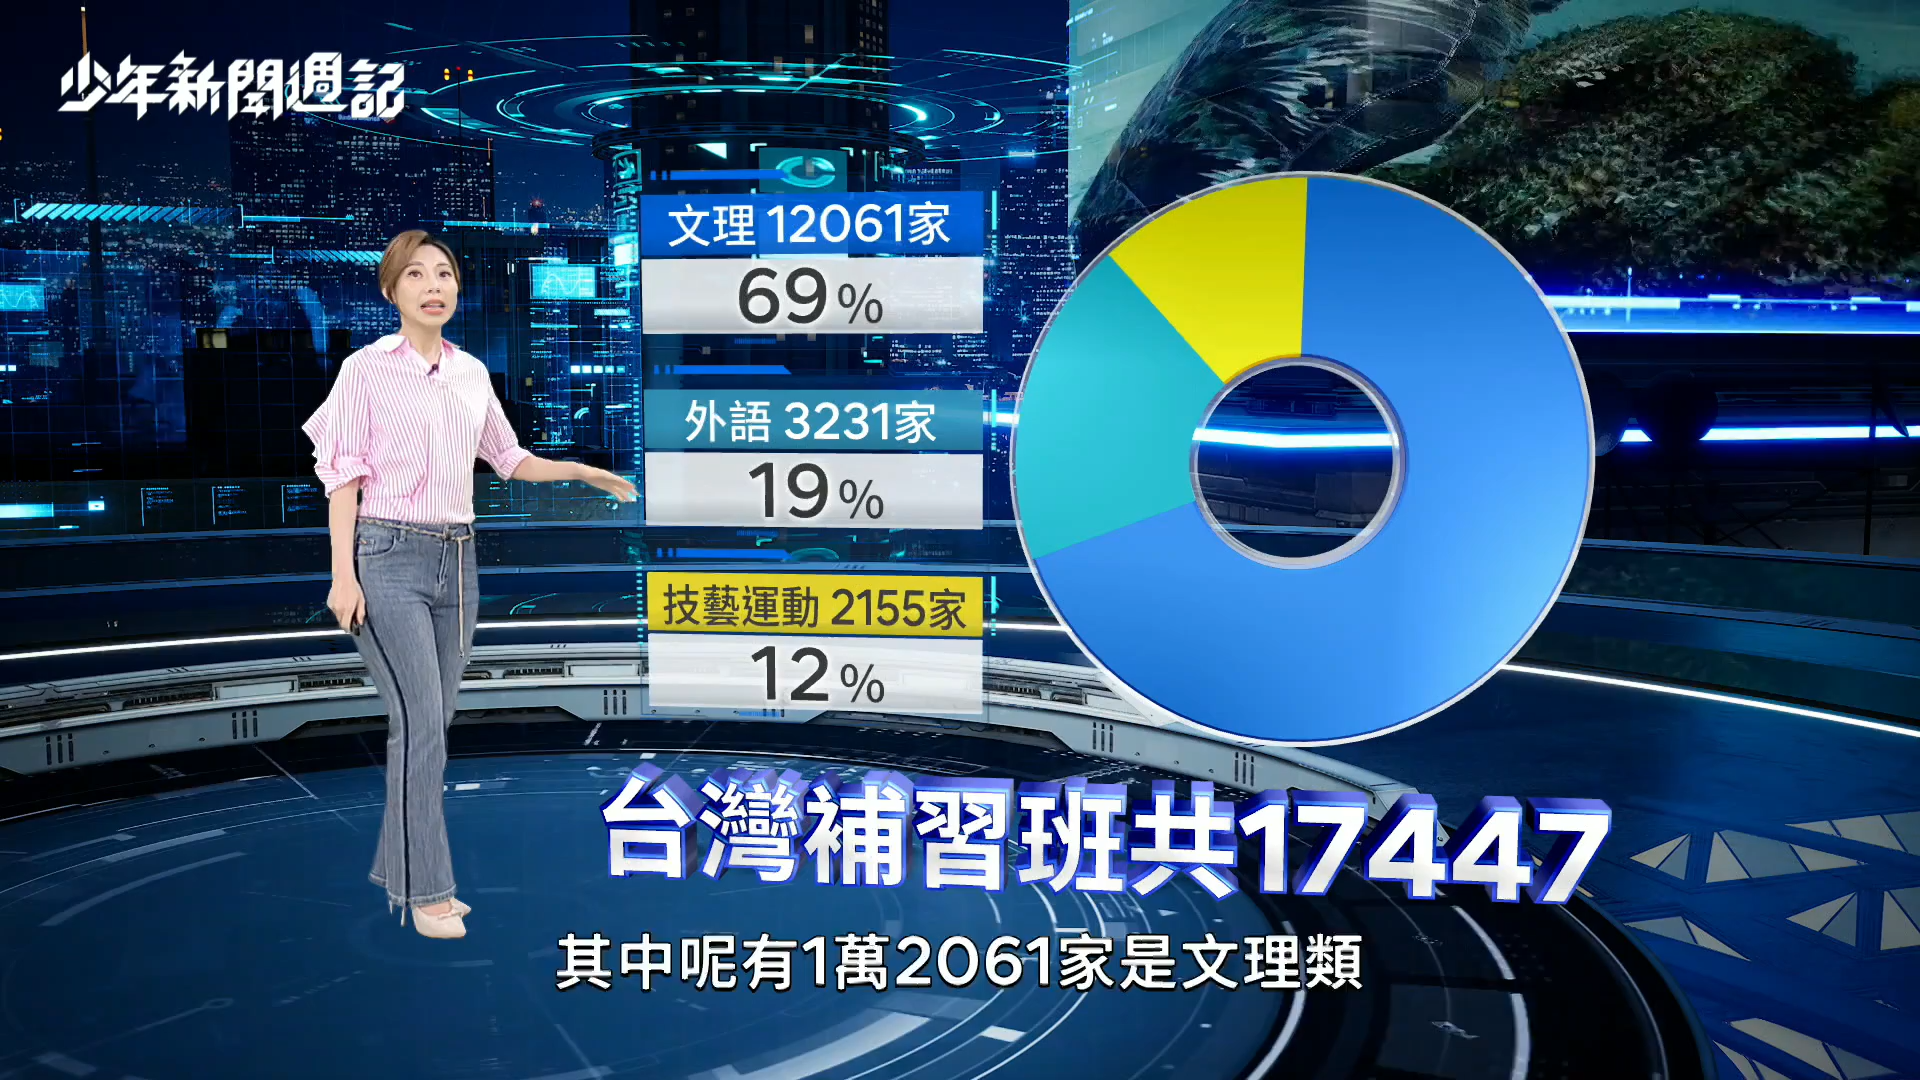 少年新聞週記
文理 12061家
69%
外語 3231家
19%
技藝運動 2155家
12%
台灣補習班共17447
其中呢有1萬2061家是文理類